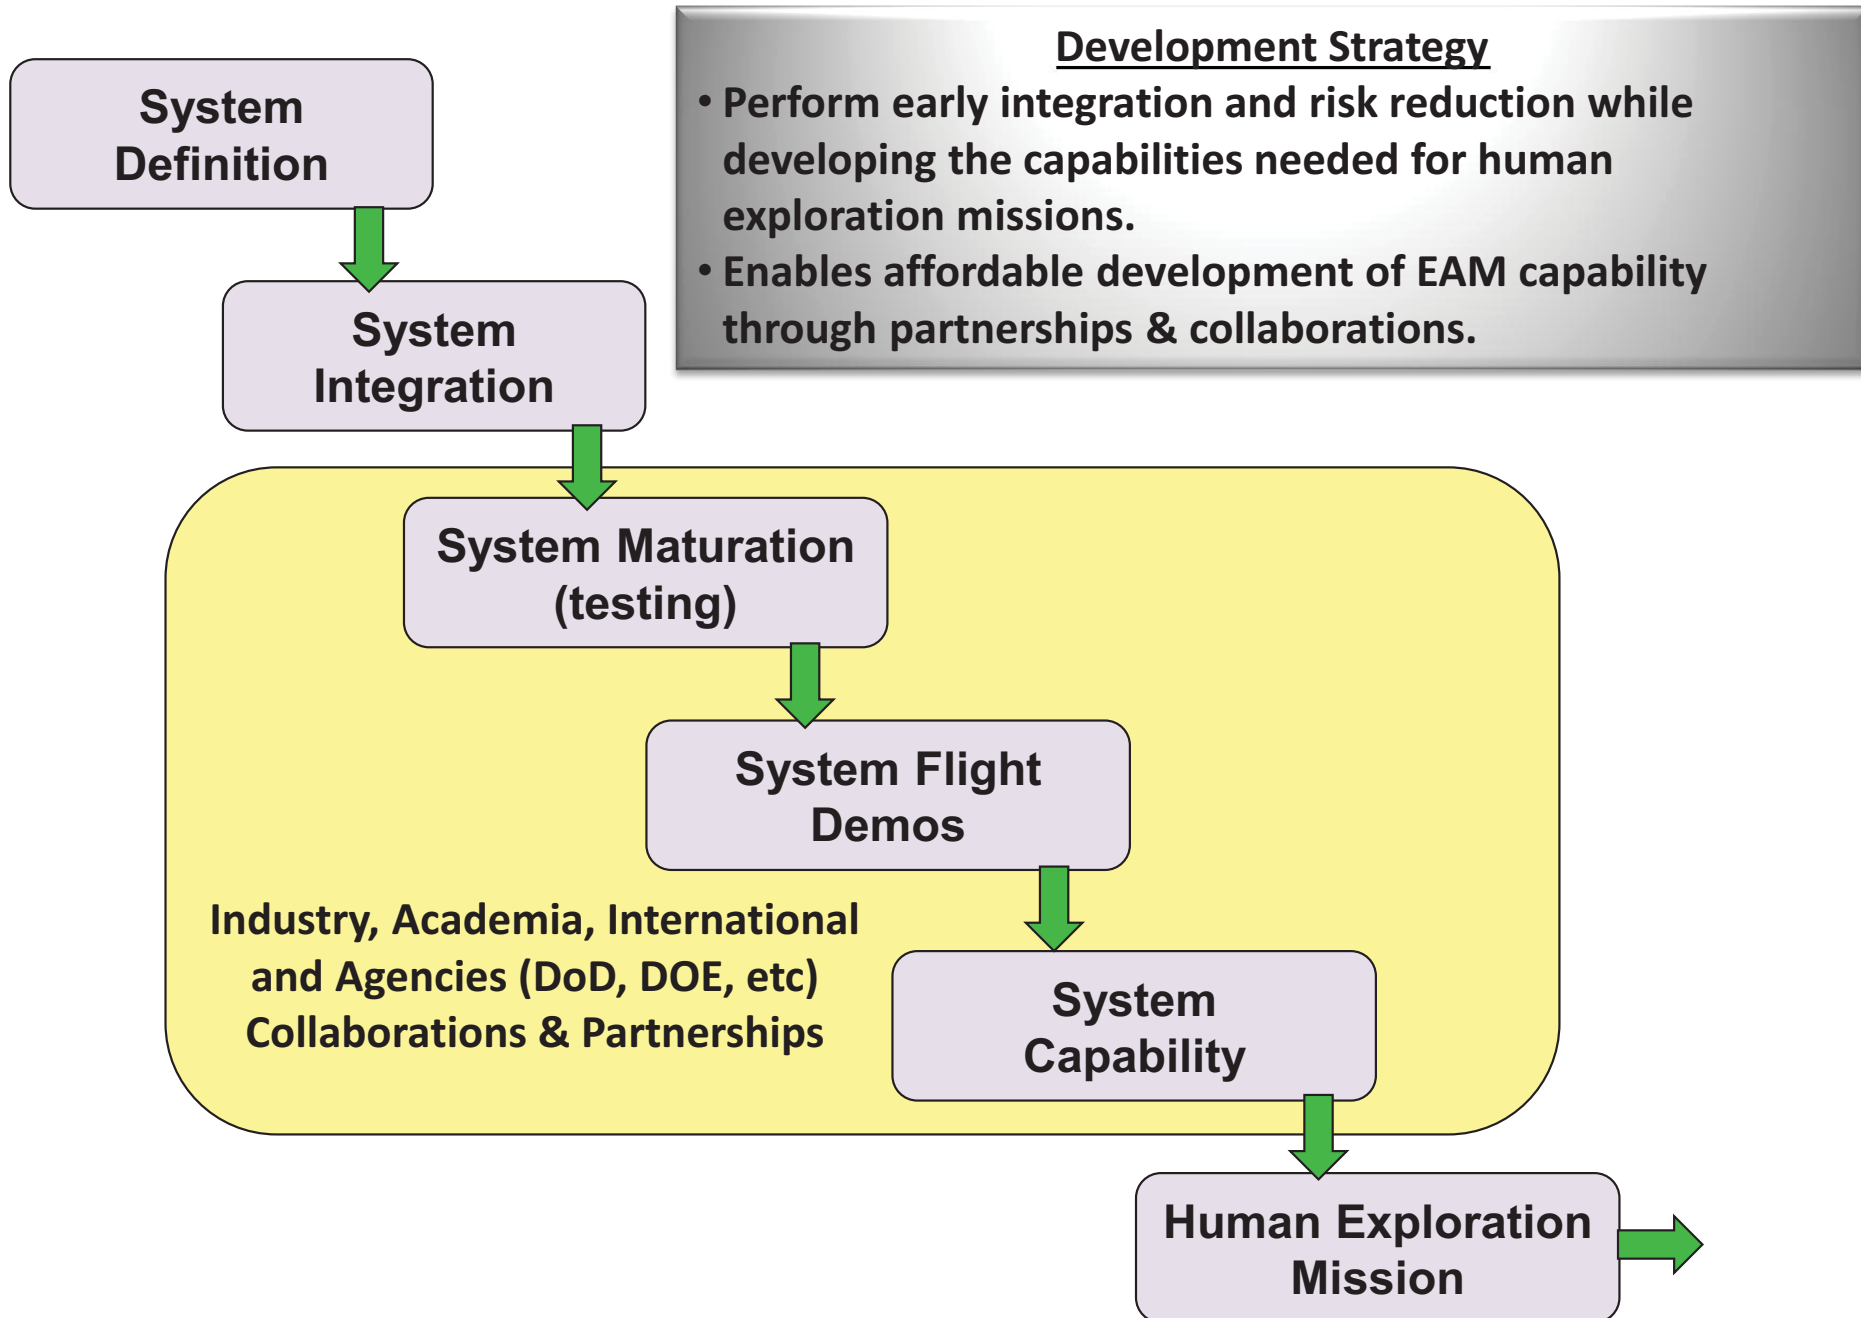 Development Strategy
• Perform early integration and risk reduction while
developing the capabilities needed for human
exploration missions.
• Enables affordable development of EAM capability
through partnerships & collaborations.
System
Definition
System
Integration
System Maturation
(testing)
System Flight
Demos
Industry, Academia, International
and Agencies (DoD, DOE, etc)
Collaborations & Partnerships
System
Capability
Human Exploration
Mission